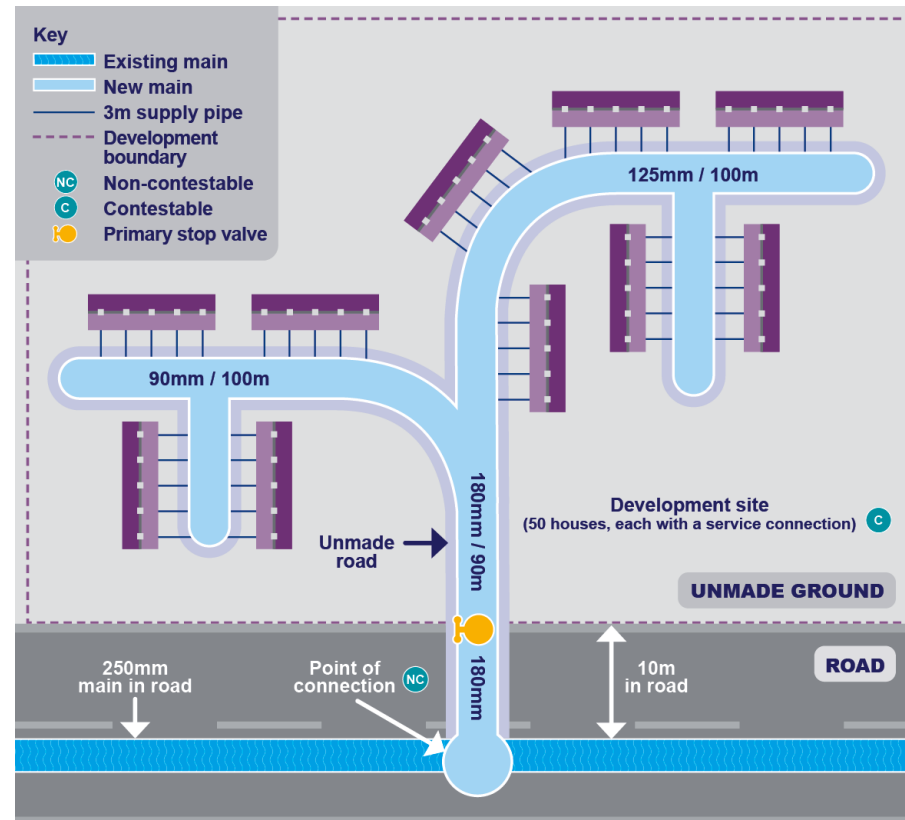 Key
Existing main
New main
3m supply pipe
Development
boundary
NC
Non-contestable
C
Contestable
Primary stop valve
125mm / 100m
90mm / 100m
180mm / 90m
Development site
(50 houses, each with a service connection)
C
Unmade
road
UNMADE GROUND
250mm
main in road
Point of
connection
NC
180mm
10m
in road
ROAD